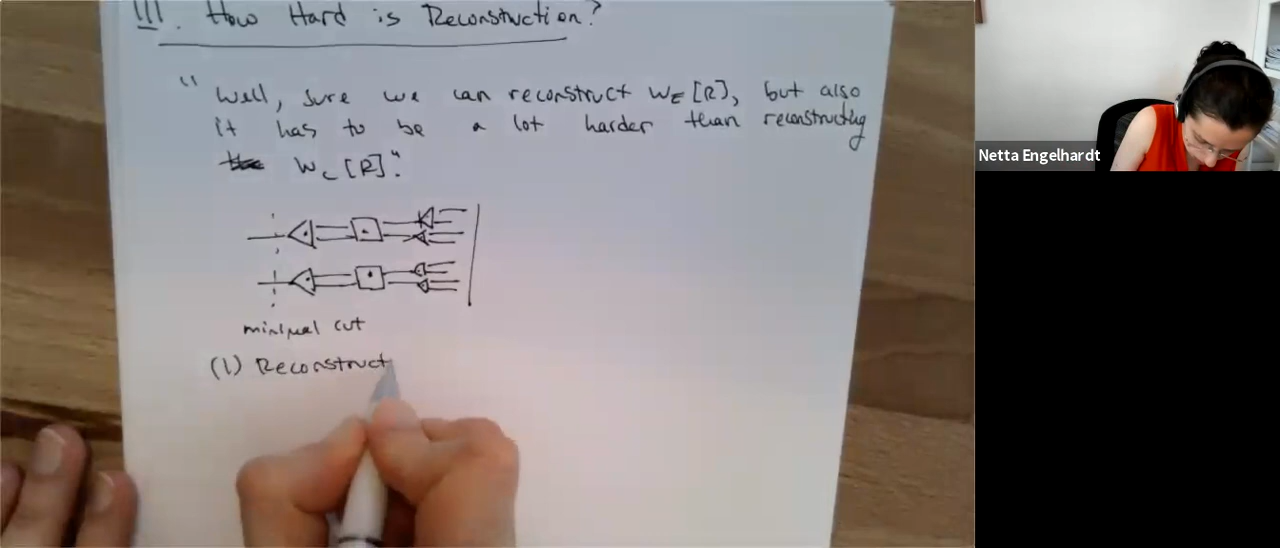 III. How Hard is Reconstruction?
"Well, sure we can reconstruct W_E[R], but also
it has to be a lot harder than reconstructing
W_C[R]."
minimal cut
(1) Reconstruct
Netta Engelhardt